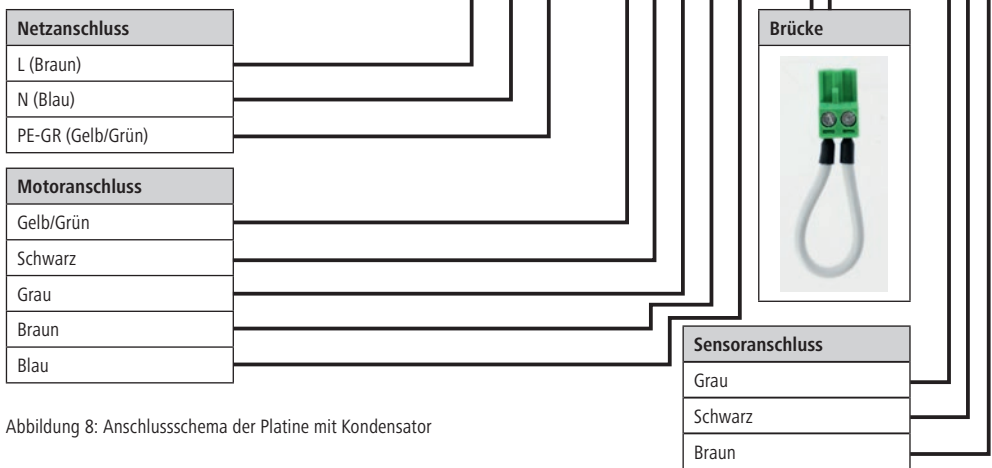 Netzanschluss
L (Braun)
N (Blau)
PE-GR (Gelb/Grün)
Motoranschluss
Gelb/Grün
Schwarz
Grau
Braun
Blau
Brücke
Sensoranschluss
Grau
Schwarz
Braun
Abbildung 8: Anschlussschema der Platine mit Kondensator